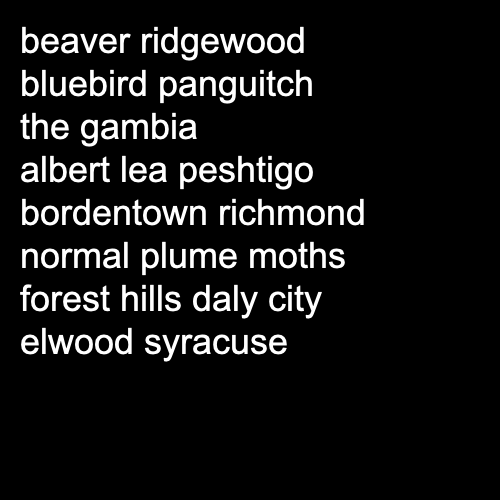 beaver ridgewood
bluebird panguitch
the gambia
albert lea peshtigo
bordentown richmond
normal plume moths
forest hills daly city
elwood syracuse